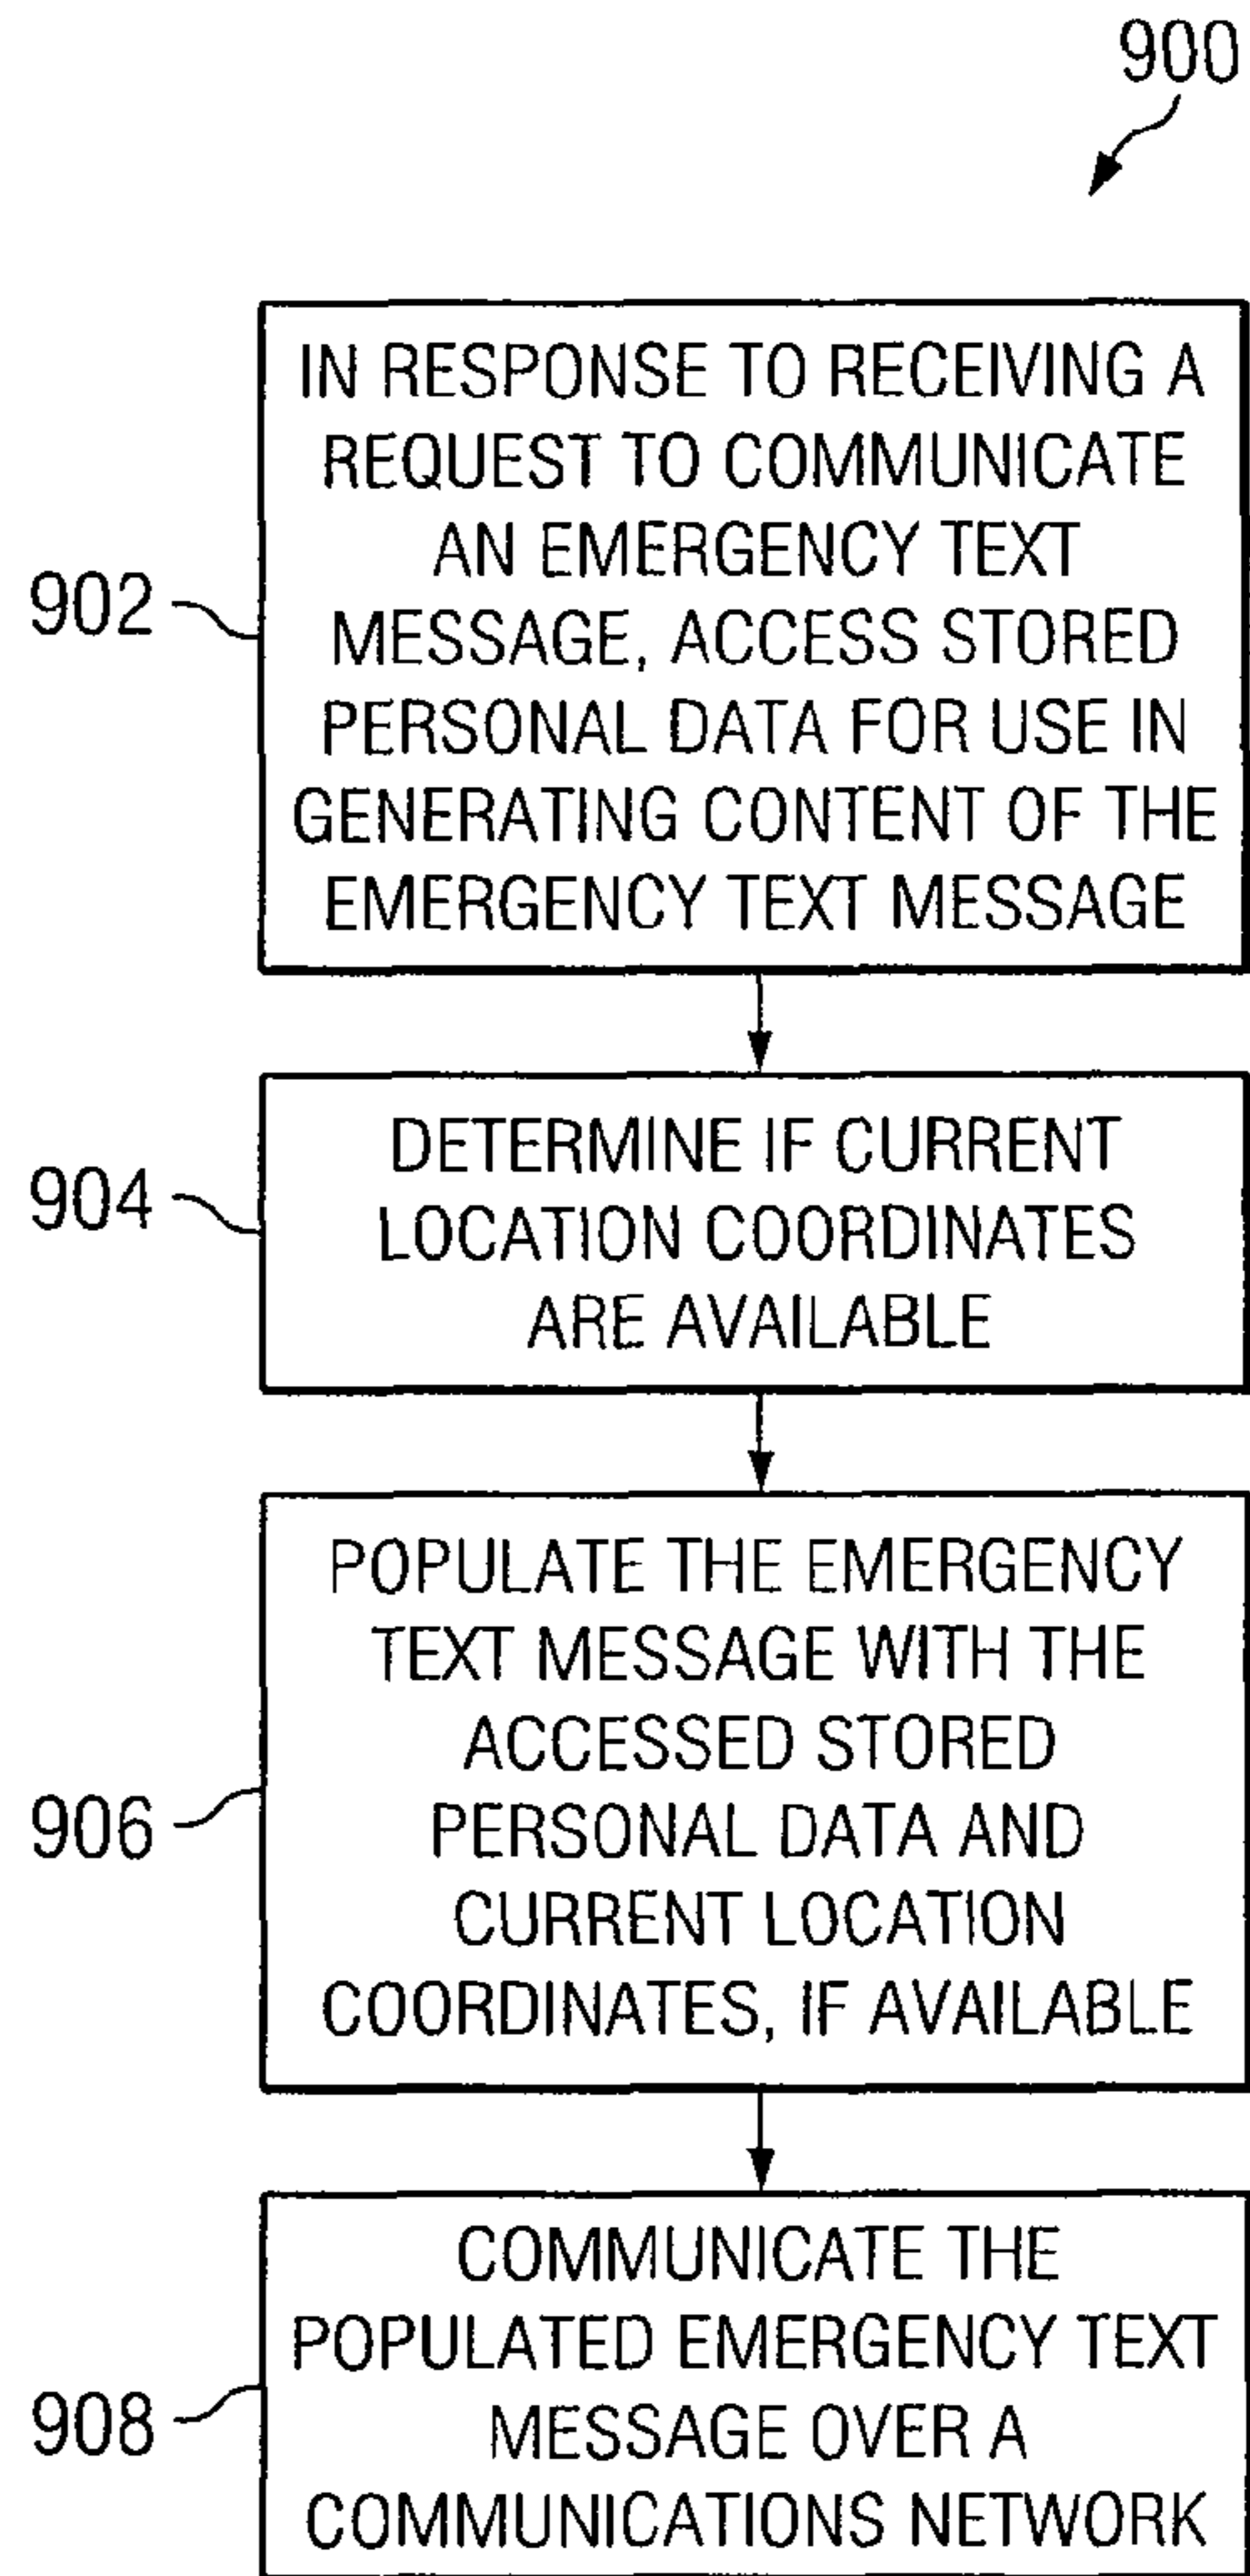 900
IN RESPONSE TO RECEIVING A
REQUEST TO COMMUNICATE
AN EMERGENCY TEXT
MESSAGE, ACCESS STORED
PERSONAL DATA FOR USE IN
GENERATING CONTENT OF THE
EMERGENCY TEXT MESSAGE
902
DETERMINE IF CURRENT
LOCATION COORDINATES
ARE AVAILABLE
904
POPULATE THE EMERGENCY
TEXT MESSAGE WITH THE
ACCESSED STORED
PERSONAL DATA AND
CURRENT LOCATION
COORDINATES, IF AVAILABLE
906
COMMUNICATE THE
POPULATED EMERGENCY TEXT
MESSAGE OVER A
COMMUNICATIONS NETWORK
908